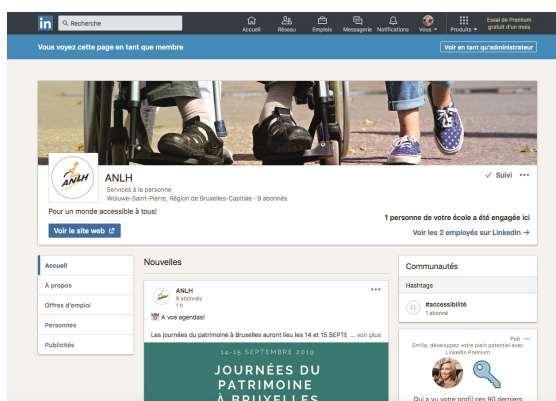 in
Recherche
Accueil
Réseau
Emplois
Messagerie
Notifications
Vous
Produits
Essai de Premium
gratuit d'un mois
Vous voyez cette page en tant que membre
Voir en tant qu'administrateur
ANLH
ANLH
Services à la personne
Woluwe-Saint-Pierre, Région de Bruxelles-Capitale · 9 abonnés
Suivi
Pour un monde accessible à tous!
1 personne de votre école a été engagée ici
Voir le site web
Voir les 2 employés sur LinkedIn →
Accueil
À propos
Offres d'emploi
Personnes
Publicités
Nouvelles
ANLH
9 abonnés
1 h
A vos agendas!
Les journées du patrimoine à Bruxelles auront lieu les 14 et 15 SEPTE ... voir plus
14-15 SEPTEMBRE 2019
JOURNÉES DU
PATRIMOINE
À BRUXELLES
Communautés
Hashtags
#accessibilité
1 abonné
Pub
Emilie, développez votre plein potentiel avec
LinkedIn Premium
Qui a vu votre profil ces 90 derniers